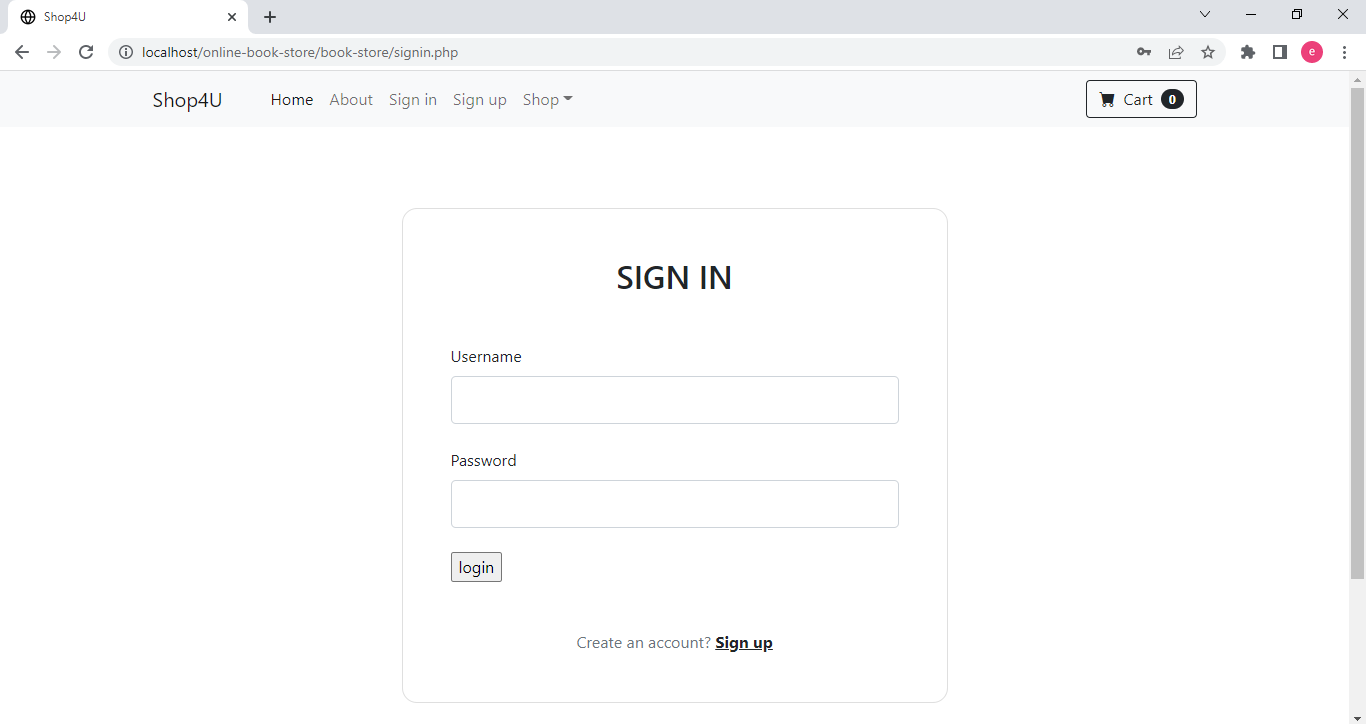 Shop4U
localhost/online-book-store/book-store/signin.php
e
Shop4U Home About Sign in Sign up Shop Cart 0
SIGN IN
Username
Password
login
Create an account? Sign up